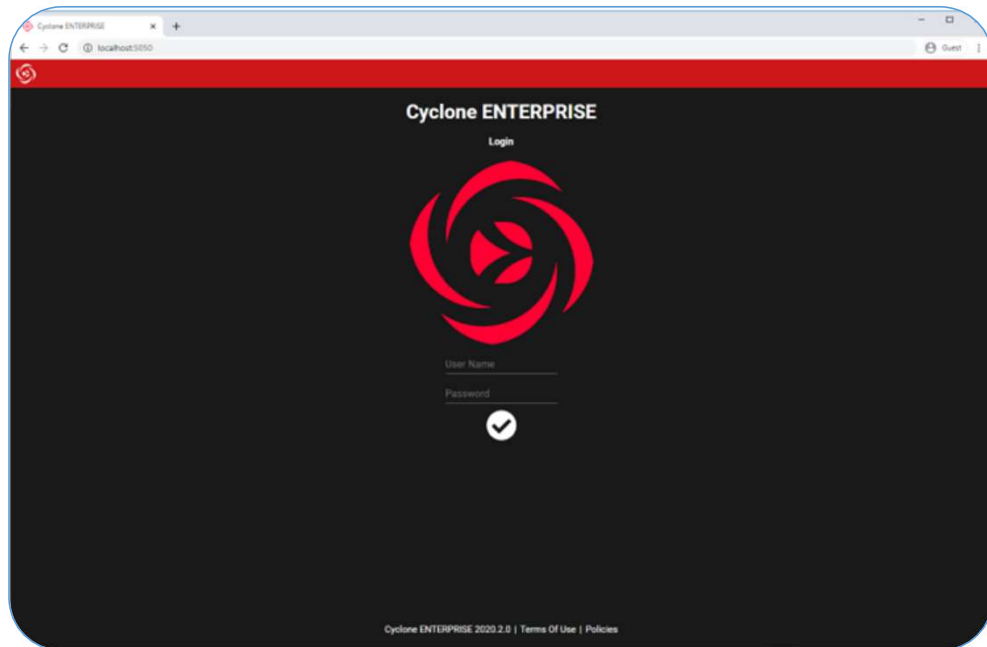 Cyclone ENTERPRISE
localhost:5050
Guest
Cyclone ENTERPRISE
Login
User Name
Password
Cyclone ENTERPRISE 2020.2.0 | Terms Of Use | Policies